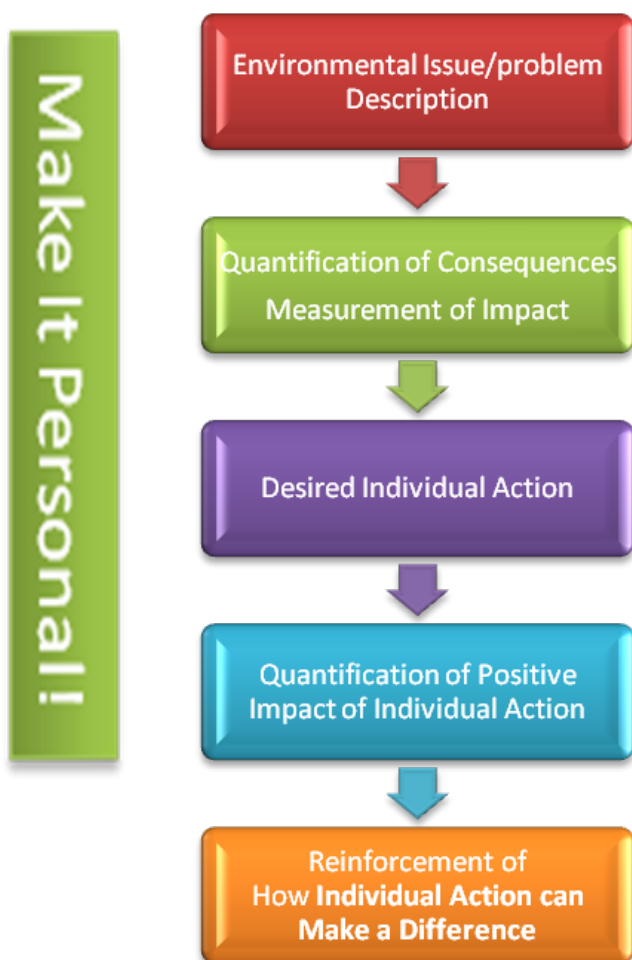 Make It Personal!
Environmental Issue/problem
Description
Quantification of Consequences
Measurement of Impact
Desired Individual Action
Quantification of Positive
Impact of Individual Action
Reinforcement of
How Individual Action can
Make a Difference